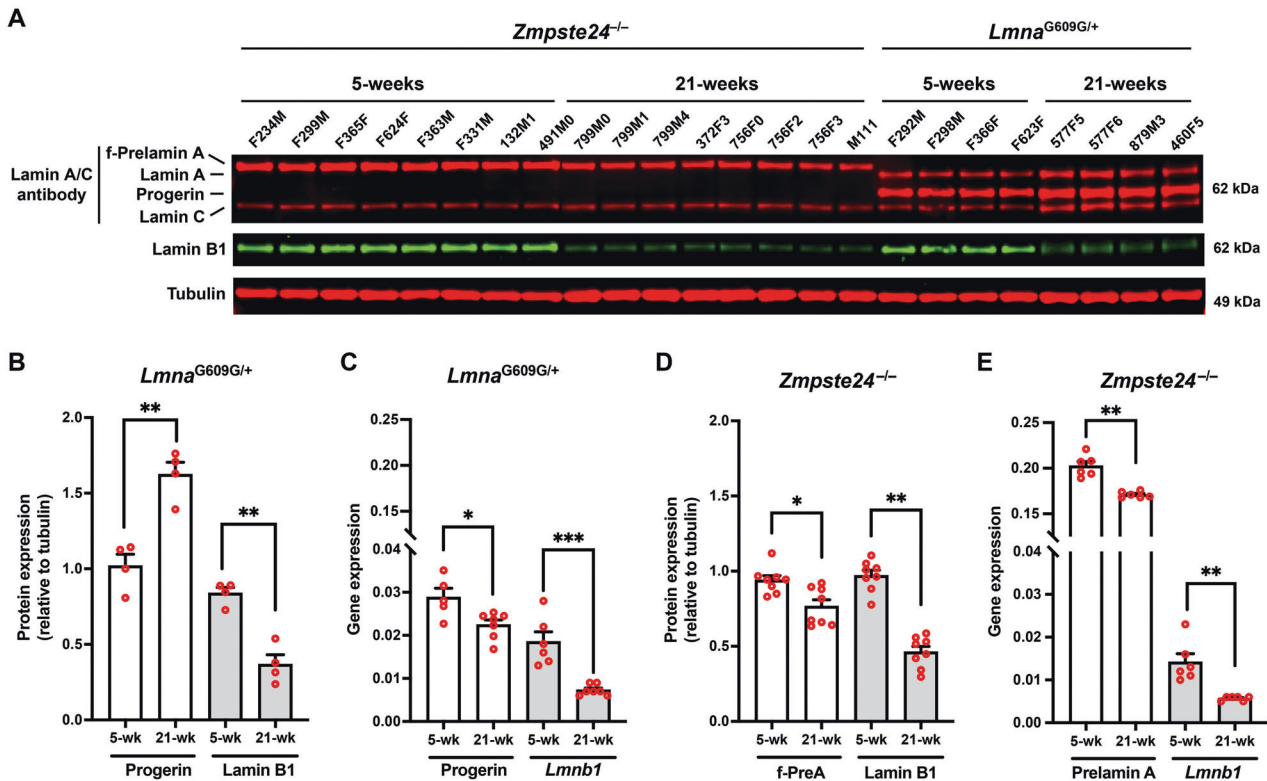 A
Zmpste24–/–
LmnaG609G/+
5-weeks
21-weeks
5-weeks
21-weeks
F234M
F299M
F365F
F624F
F363M
F331M
132M1
491M0
799M0
799M1
799M4
372F3
756F0
756F2
756F3
M111
F292M
F298M
F366F
F623F
577F5
577F6
879M3
460F5
Lamin A/C
antibody
f-Prelamin A
Lamin A
Progerin
Lamin C
62 kDa
Lamin B1
62 kDa
Tubulin
49 kDa
B
LmnaG609G/+
Protein expression
(relative to tubulin)
2.0
1.5
1.0
0.5
0.0
**
**
5-wk
21-wk
5-wk
21-wk
Progerin
Lamin B1
C
LmnaG609G/+
Gene expression
0.30
0.25
0.20
0.15
0.04
0.03
0.02
0.01
0.00
*
***
5-wk
21-wk
5-wk
21-wk
Progerin
Lmnb1
D
Zmpste24–/–
Protein expression
(relative to tubulin)
2.0
1.5
1.0
0.5
0.0
*
**
5-wk
21-wk
5-wk
21-wk
f-PreA
Lamin B1
E
Zmpste24–/–
Gene expression
0.25
0.20
0.15
0.04
0.03
0.02
0.01
0.00
**
**
5-wk
21-wk
5-wk
21-wk
Prelamin A
Lmnb1